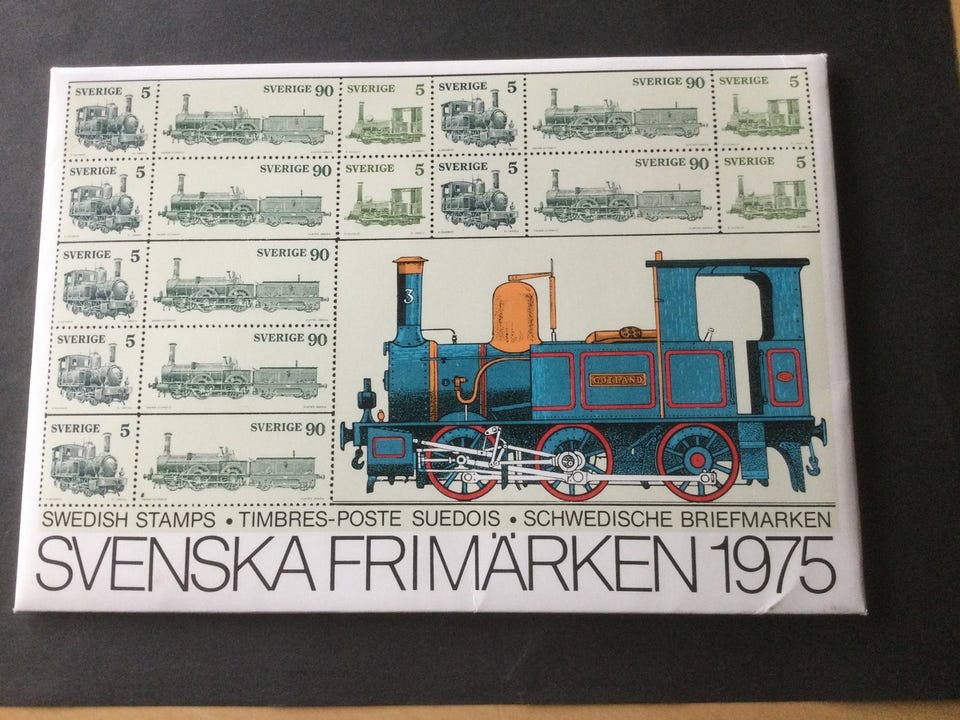 SVERIGE 5 SVERIGE 90 SVERIGE 5 SVERIGE 5 SVERIGE 90 SVERIGE 5
SVERIGE 5 SVERIGE 90 SVERIGE 5 SVERIGE 5 SVERIGE 90 SVERIGE 5
SVERIGE 5 SVERIGE 90
SVERIGE 5 SVERIGE 90
SVERIGE 5 SVERIGE 90
3
GOTLAND
SWEDISH STAMPS • TIMBRES-POSTE SUEDOIS • SCHWEDISCHE BRIEFMARKEN
SVENSKA FRIMÄRKEN 1975